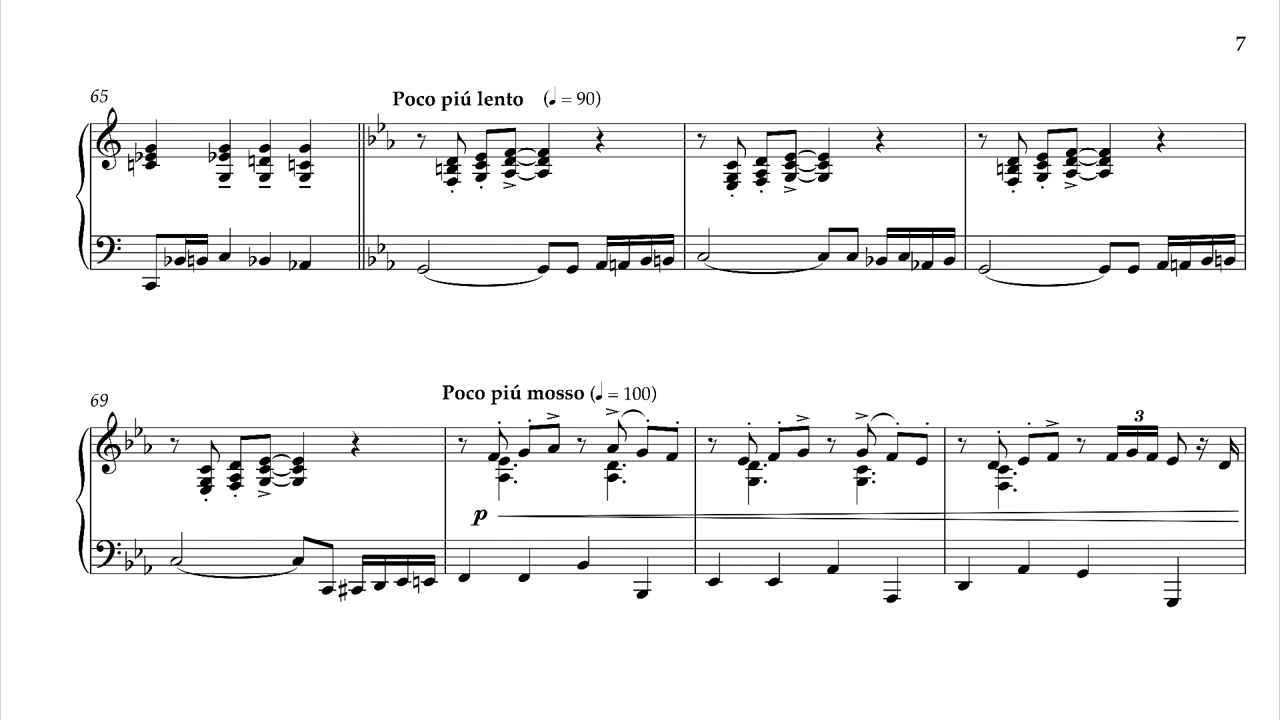 7
65
Poco piú lento (♩ = 90)
69
Poco piú mosso (♩ = 100)
3
p